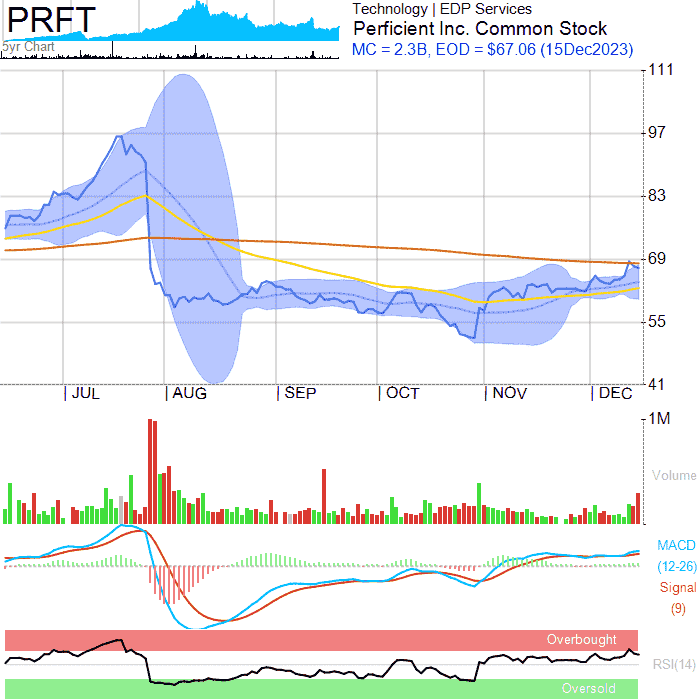 PRFT
5yr Chart
Technology | EDP Services
Perficient Inc. Common Stock
MC = 2.3B, EOD = $67.06 (15Dec2023)
111
97
83
69
55
41
JUL
AUG
SEP
OCT
NOV
DEC
1M
Volume
MACD
(12-26)
Signal
(9)
Overbought
RSI(14)
Oversold